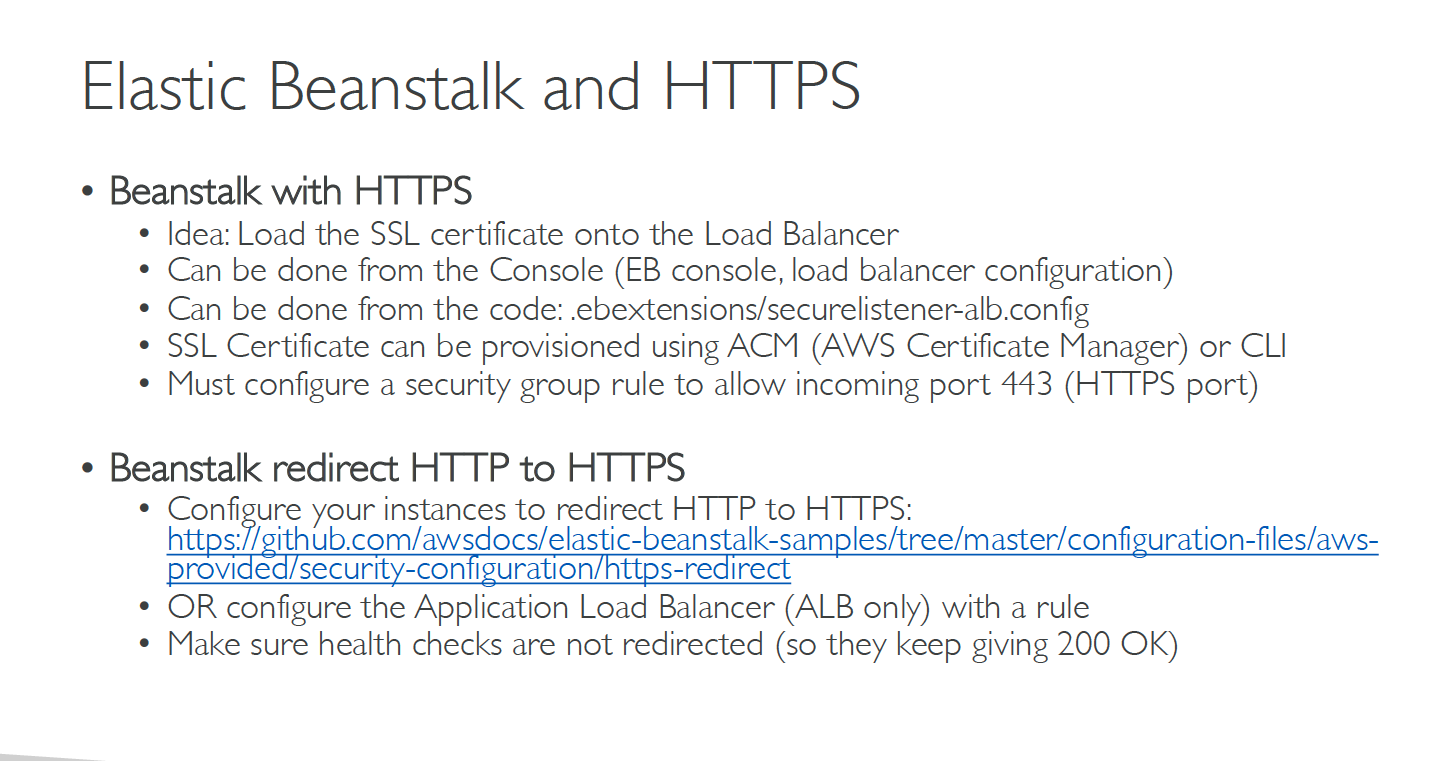 Elastic Beanstalk and HTTPS
• Beanstalk with HTTPS
• Idea: Load the SSL certificate onto the Load Balancer
• Can be done from the Console (EB console, load balancer configuration)
• Can be done from the code: .ebextensions/securelistener-alb.config
• SSL Certificate can be provisioned using ACM (AWS Certificate Manager) or CLI
• Must configure a security group rule to allow incoming port 443 (HTTPS port)
• Beanstalk redirect HTTP to HTTPS
• Configure your instances to redirect HTTP to HTTPS:
https://github.com/awsdocs/elastic-beanstalk-samples/tree/master/configuration-files/aws-
provided/security-configuration/https-redirect
• OR configure the Application Load Balancer (ALB only) with a rule
• Make sure health checks are not redirected (so they keep giving 200 OK)